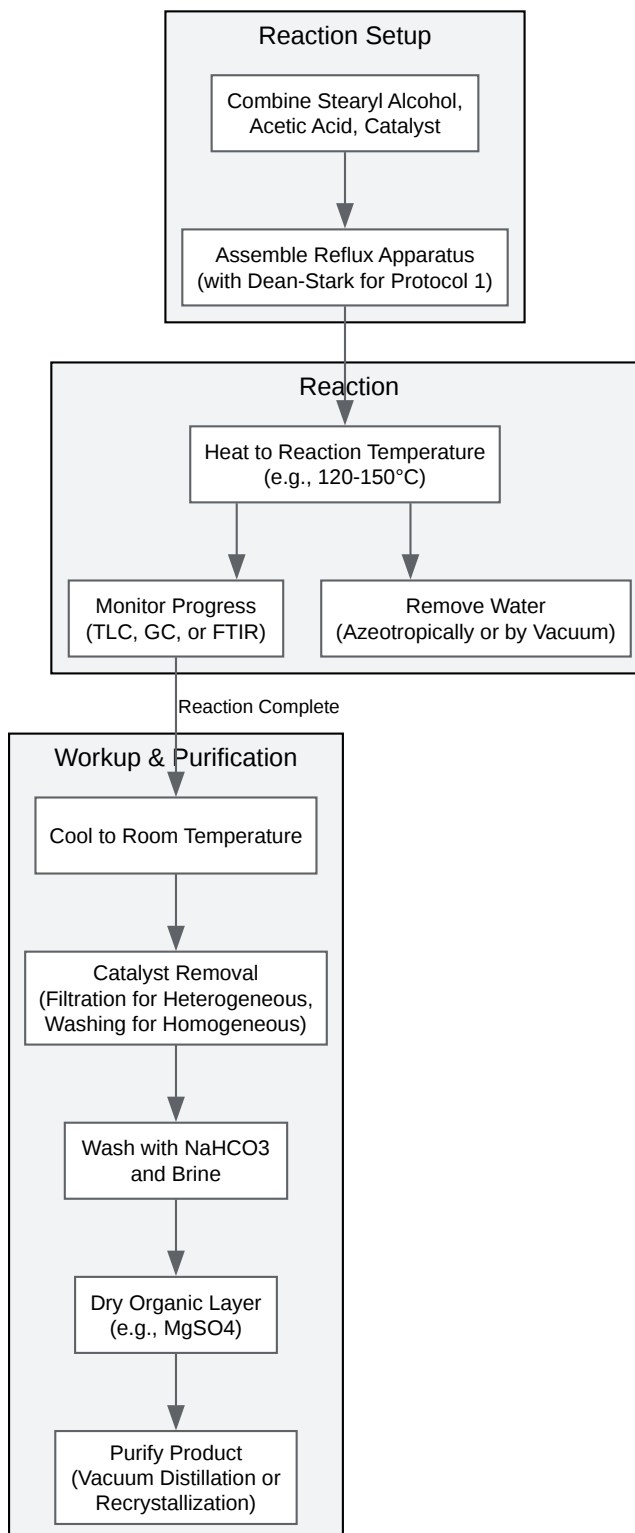 Reaction Setup
Combine Stearyl Alcohol,
Acetic Acid, Catalyst
Assemble Reflux Apparatus
(with Dean-Stark for Protocol 1)
Reaction
Heat to Reaction Temperature
(e.g., 120-150°C)
Monitor Progress
(TLC, GC, or FTIR)
Remove Water
(Azeotropically or by Vacuum)
Reaction Complete
Workup & Purification
Cool to Room Temperature
Catalyst Removal
(Filtration for Heterogeneous,
Washing for Homogeneous)
Wash with NaHCO3
and Brine
Dry Organic Layer
(e.g., MgSO4)
Purify Product
(Vacuum Distillation or
Recrystallization)